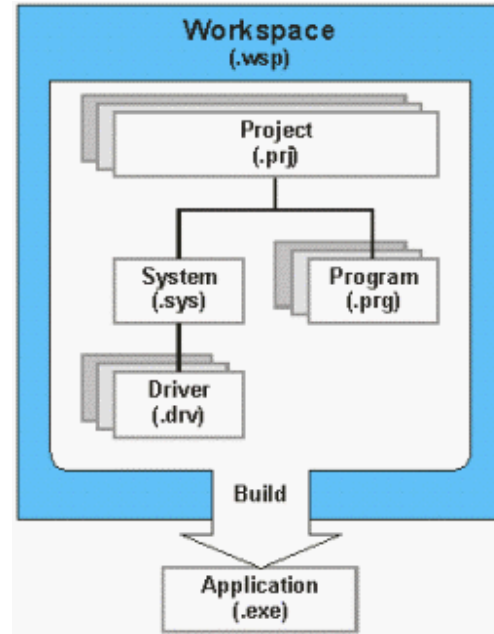 Workspace
(.wsp)
Project
(.prj)
System
(.sys)
Program
(.prg)
Driver
(.drv)
Build
Application
(.exe)